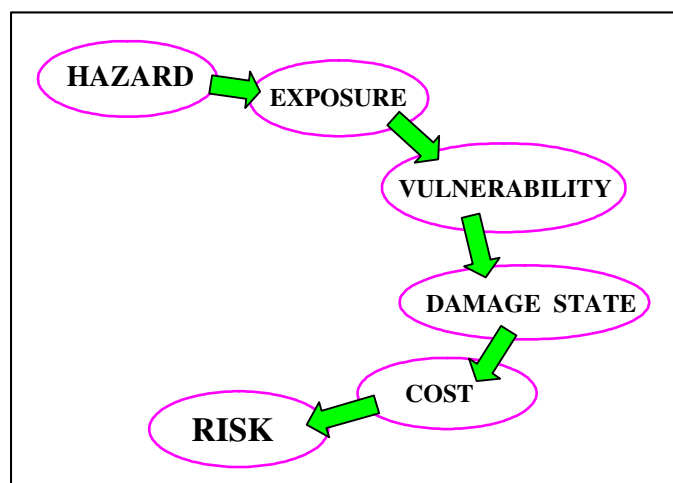 HAZARD
EXPOSURE
VULNERABILITY
DAMAGE STATE
COST
RISK